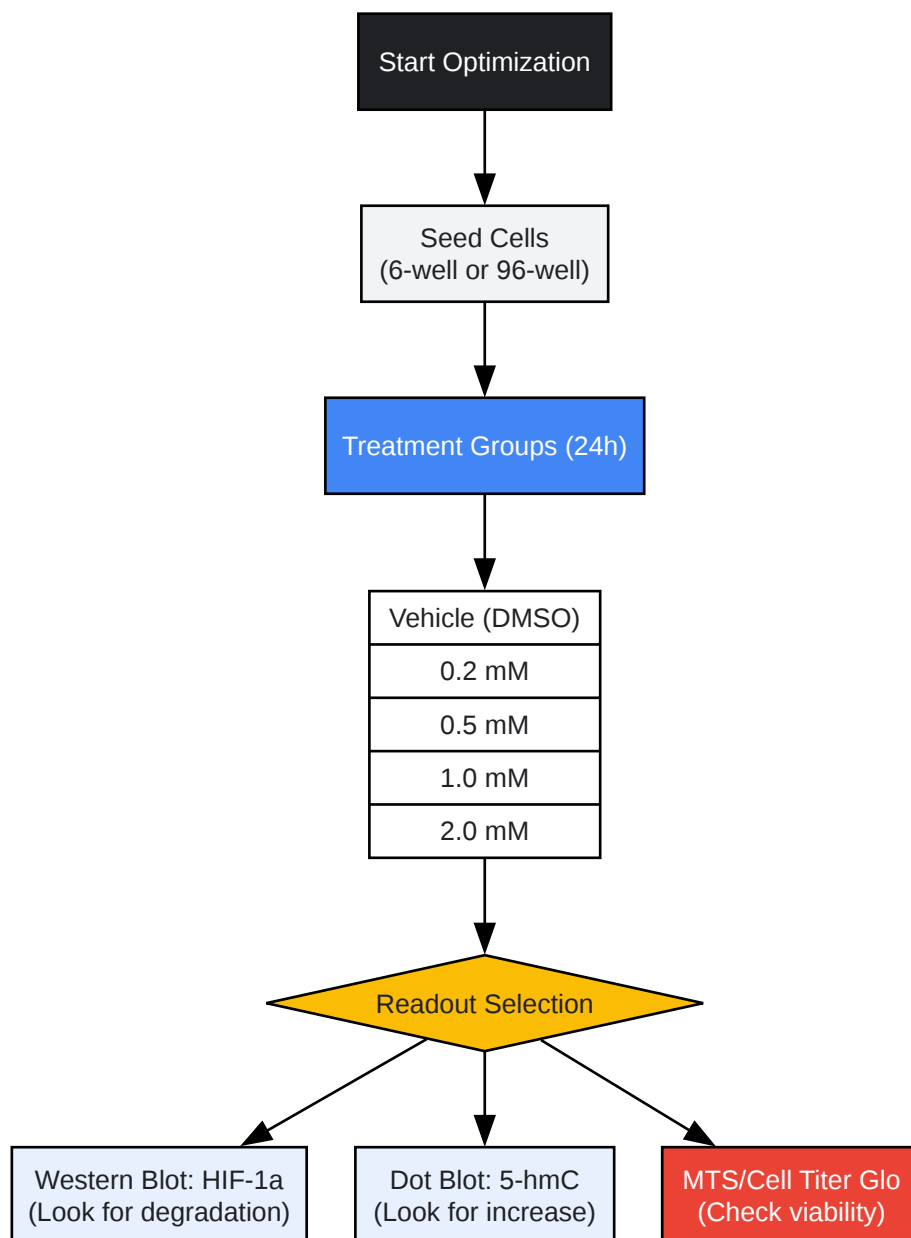 Start Optimization
Seed Cells
(6-well or 96-well)
Treatment Groups (24h)
Vehicle (DMSO)
0.2 mM
0.5 mM
1.0 mM
2.0 mM
Readout Selection
Western Blot: HIF-1a
(Look for degradation)
Dot Blot: 5-hmC
(Look for increase)
MTS/Cell Titer Glo
(Check viability)